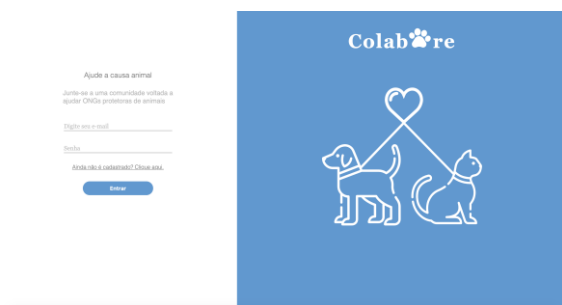 Colab re
Ajude a causa animal
Junte-se a uma comunidade voltada a
ajudar ONGs protetoras de animais
Digite seu e-mail
Senha
Ainda não é cadastrado? Clique aqui.
Entrar